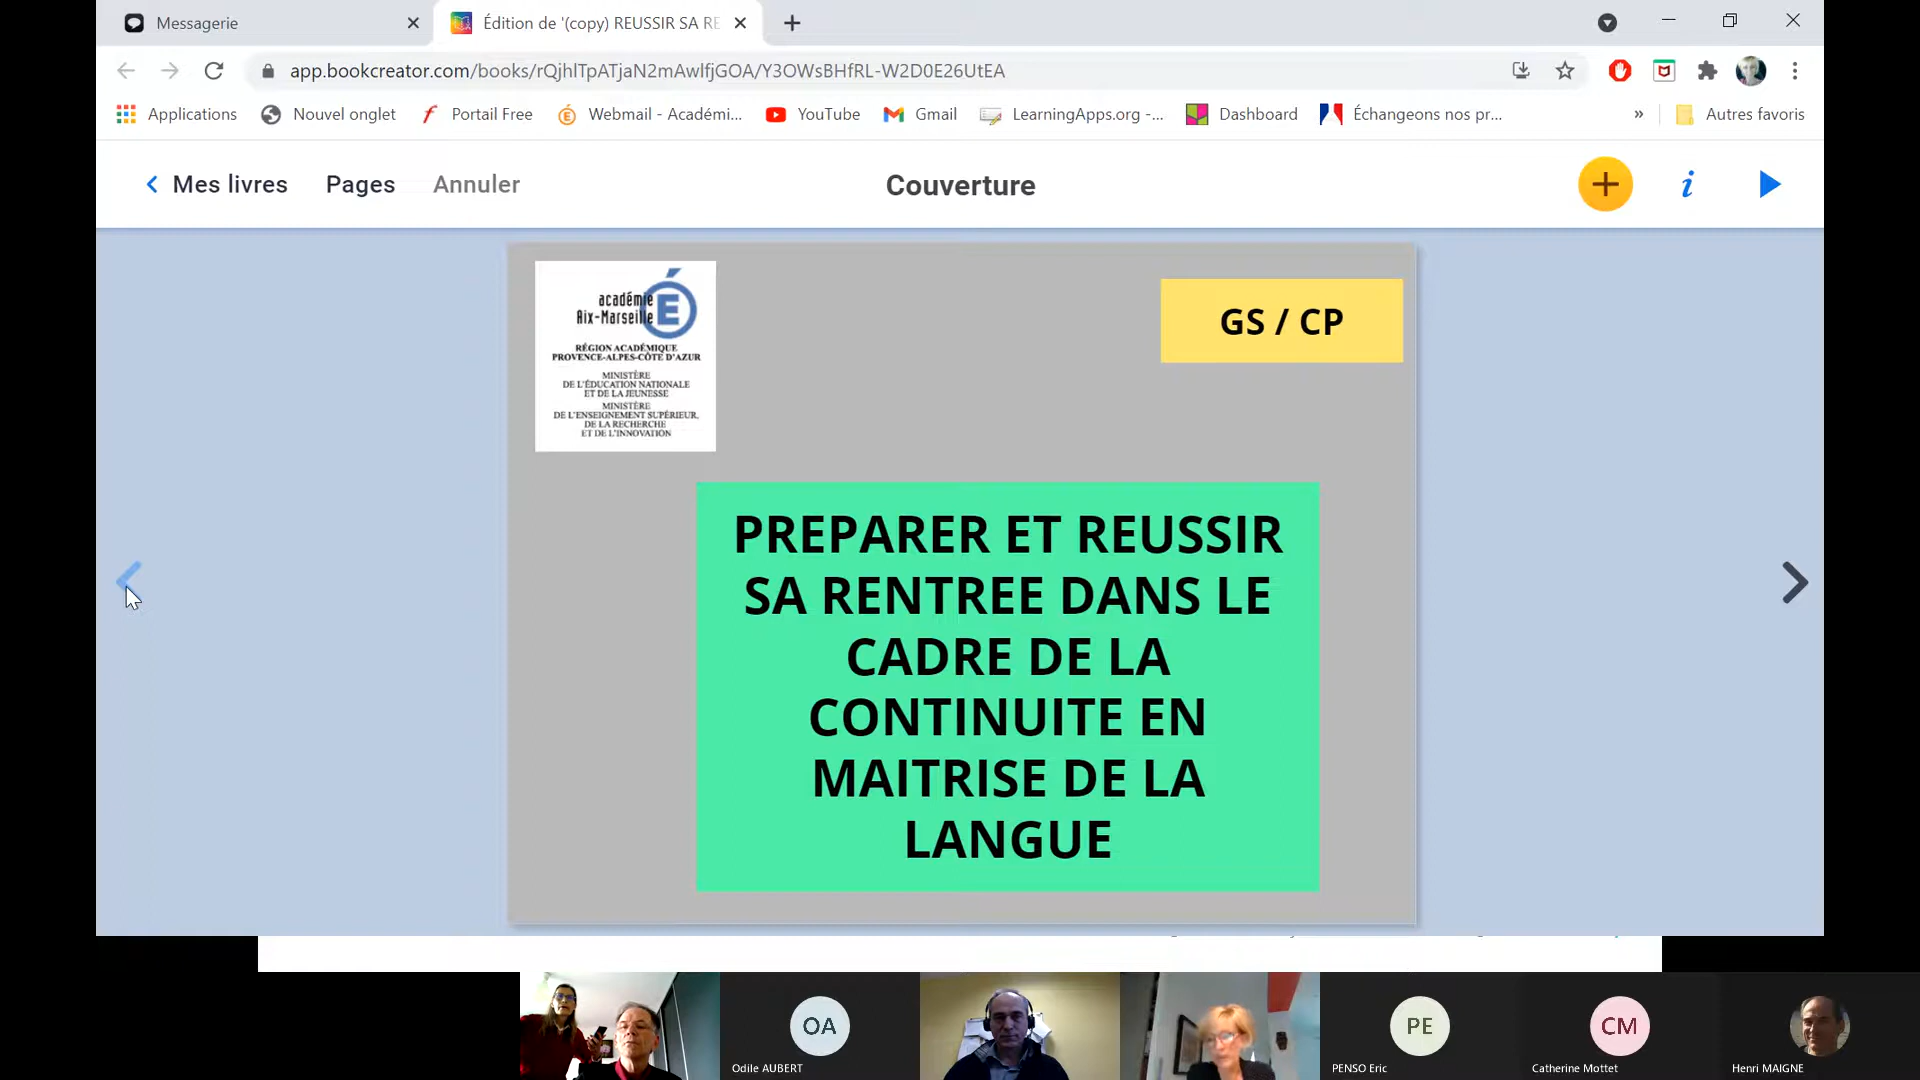 Messagerie
Édition de '(copy) REUSSIR SA RE
app.bookcreator.com/books/rQjhlTpATjaN2mAwlfjGOA/Y3OWsBHfRL-W2D0E26UtEA
Applications
Nouvel onglet
Portail Free
Webmail - Académi...
YouTube
Gmail
LearningApps.org -...
Dashboard
Échangeons nos pr...
»
Autres favoris
Mes livres
Pages
Annuler
Couverture
académie
Aix-Marseille
RÉGION ACADÉMIQUE
PROVENCE-ALPES-CÔTE D'AZUR
MINISTÈRE
DE L'ÉDUCATION NATIONALE
ET DE LA JEUNESSE
MINISTÈRE
DE L'ENSEIGNEMENT SUPÉRIEUR,
DE LA RECHERCHE
ET DE L'INNOVATION
GS / CP
PREPARER ET REUSSIR
SA RENTREE DANS LE
CADRE DE LA
CONTINUITE EN
MAITRISE DE LA
LANGUE
OA
Odile AUBERT
PE
PENSO Eric
CM
Catherine Mottet
Henri MAIGNE